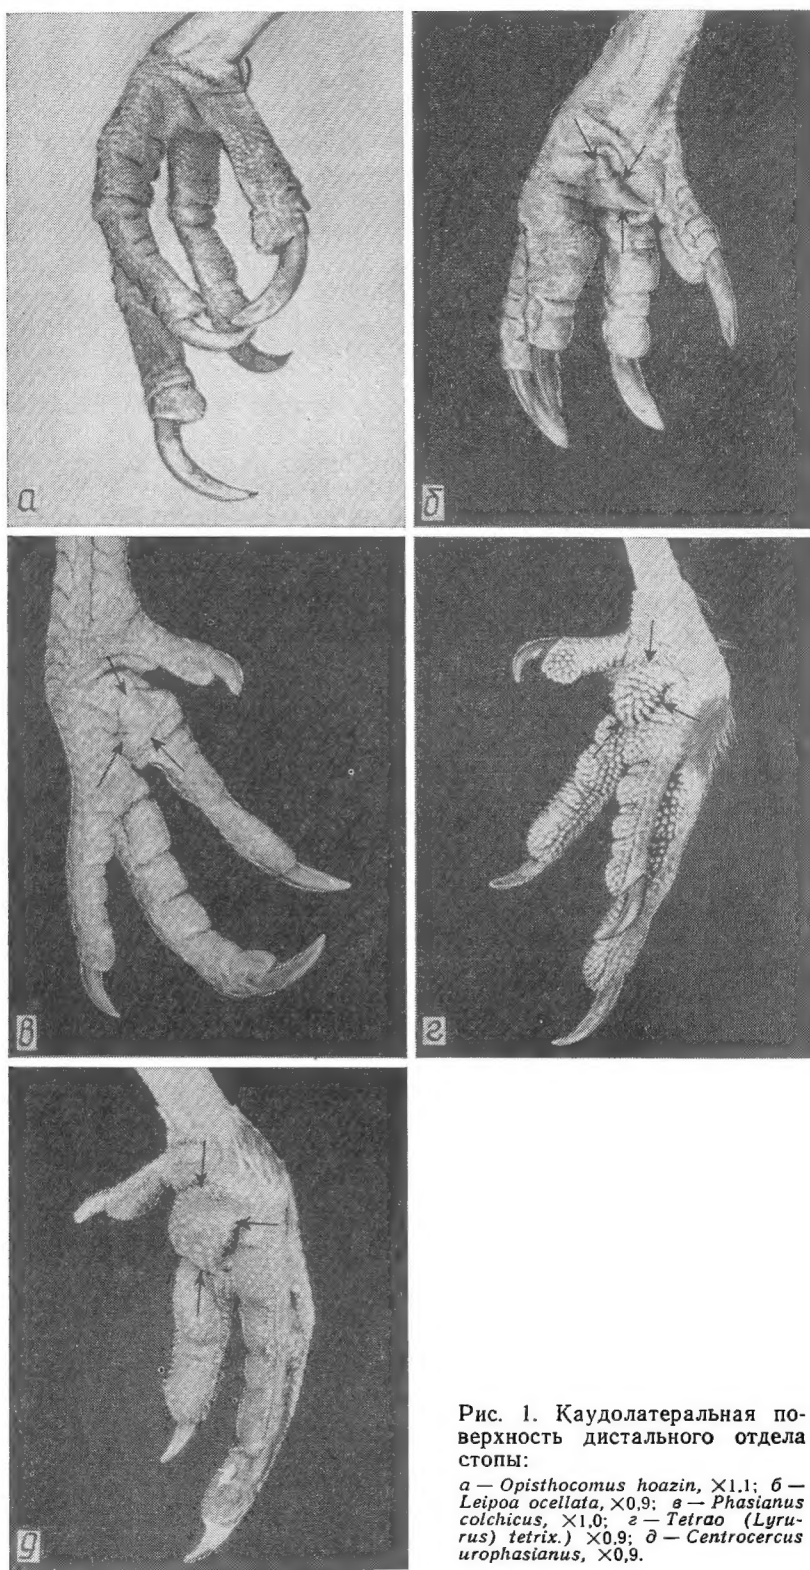 а
б
в
г
д
Рис. 1. Каудолатеральная по-
верхность дистального отдела
стопы:
а — Opisthocomus hoazin, ×1.1; б —
Leipoa ocellata, ×0,9; в — Phasianus
colchicus, ×1,0; г — Tetrao (Lyru-
rus) tetrix.) ×0,9; д — Centrocercus
urophasianus, ×0,9.